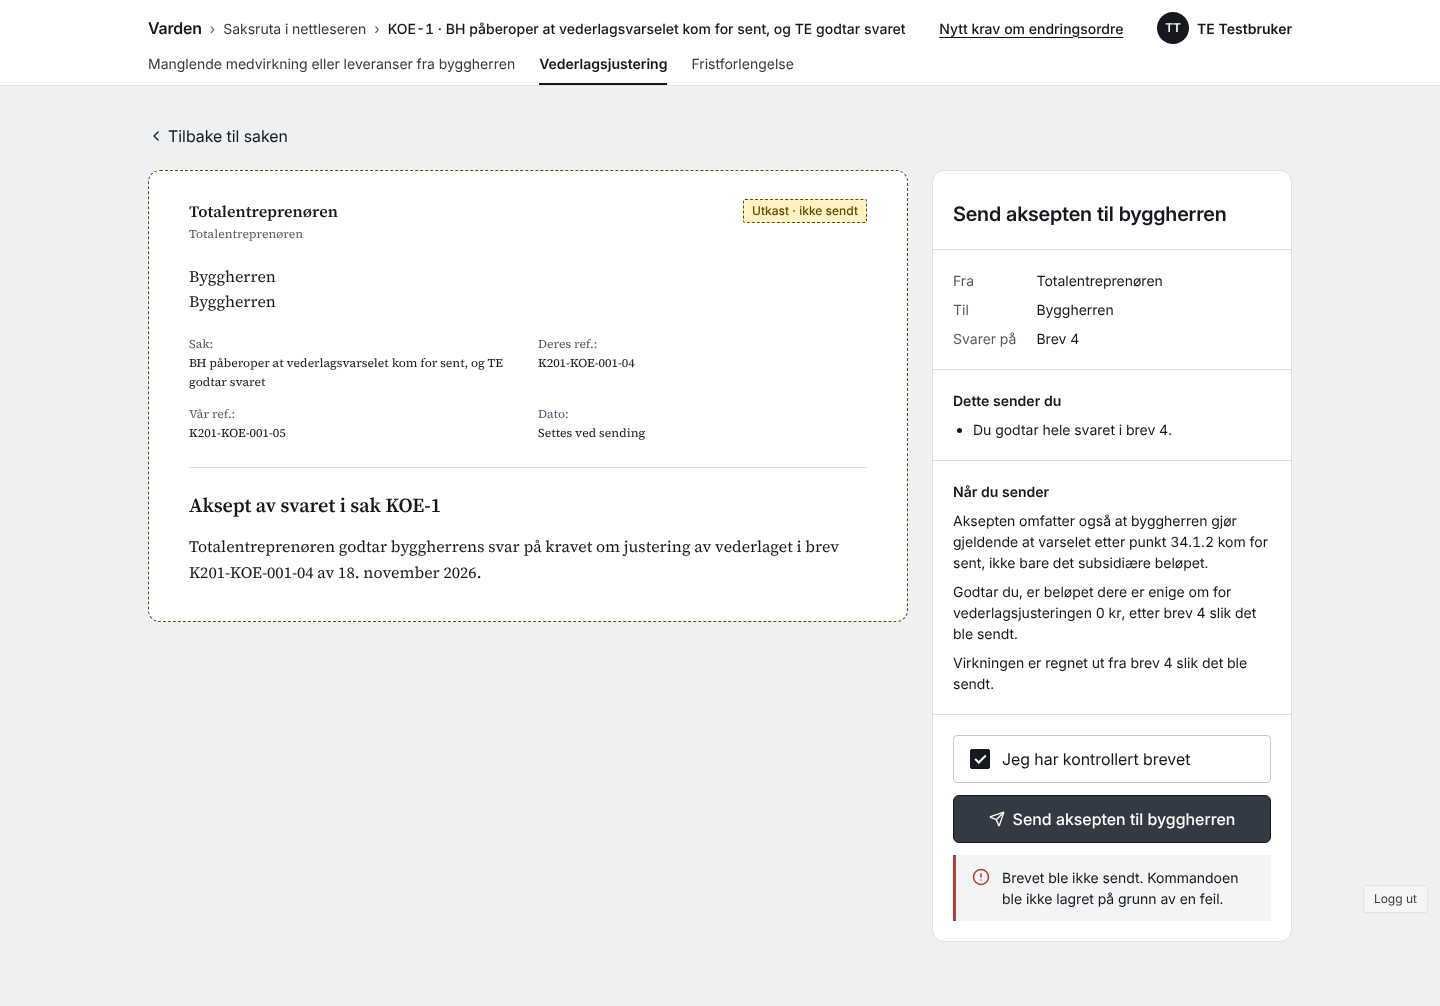 Varden › Saksruta i nettleseren › KOE-1 · BH påberoper at vederlagsvarselet kom for sent, og TE godtar svaret
Nytt krav om endringsordre
TT TE Testbruker
Manglende medvirkning eller leveranser fra byggherren
Vederlagsjustering
Fristforlengelse
Tilbake til saken
Totalentreprenøren
Utkast · ikke sendt
Totalentreprenøren
Byggherren
Byggherren
Sak:
BH påberoper at vederlagsvarselet kom for sent, og TE
godtar svaret
Deres ref.:
K201-KOE-001-04
Vår ref.:
K201-KOE-001-05
Dato:
Settes ved sending
Aksept av svaret i sak KOE-1
Totalentreprenøren godtar byggherrens svar på kravet om justering av vederlaget i brev
K201-KOE-001-04 av 18. november 2026.
Send aksepten til byggherren
Fra Totalentreprenøren
Til Byggherren
Svarer på Brev 4
Dette sender du
• Du godtar hele svaret i brev 4.
Når du sender
Aksepten omfatter også at byggherren gjør
gjeldende at varselet etter punkt 34.1.2 kom for
sent, ikke bare det subsidiære beløpet.
Godtar du, er beløpet dere er enige om for
vederlagsjusteringen 0 kr, etter brev 4 slik det
ble sendt.
Virkningen er regnet ut fra brev 4 slik det ble
sendt.
Jeg har kontrollert brevet
Send aksepten til byggherren
Brevet ble ikke sendt. Kommandoen
ble ikke lagret på grunn av en feil.
Logg ut